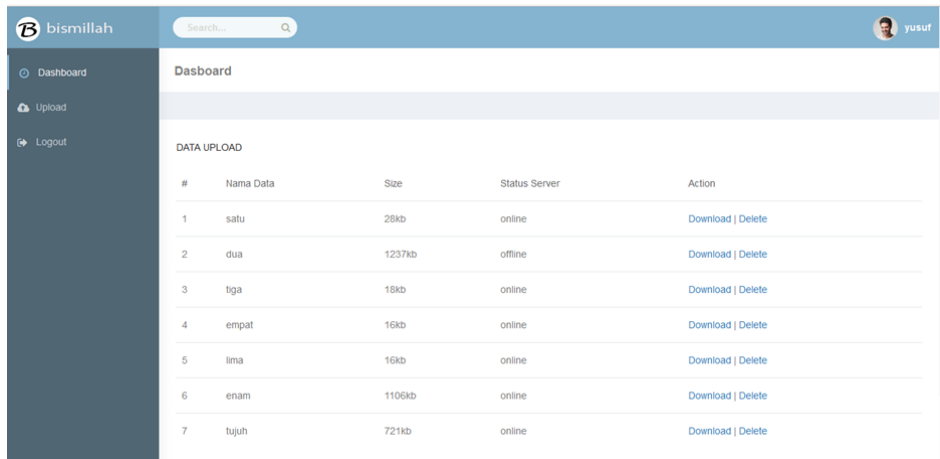 B bismillah
Search...
yusuf
Dashboard
Upload
Logout
Dasboard
DATA UPLOAD
# Nama Data Size Status Server Action
1 satu 28kb online Download | Delete
2 dua 1237kb offline Download | Delete
3 tiga 18kb online Download | Delete
4 empat 16kb online Download | Delete
5 lima 16kb online Download | Delete
6 enam 1106kb online Download | Delete
7 tujuh 721kb online Download | Delete